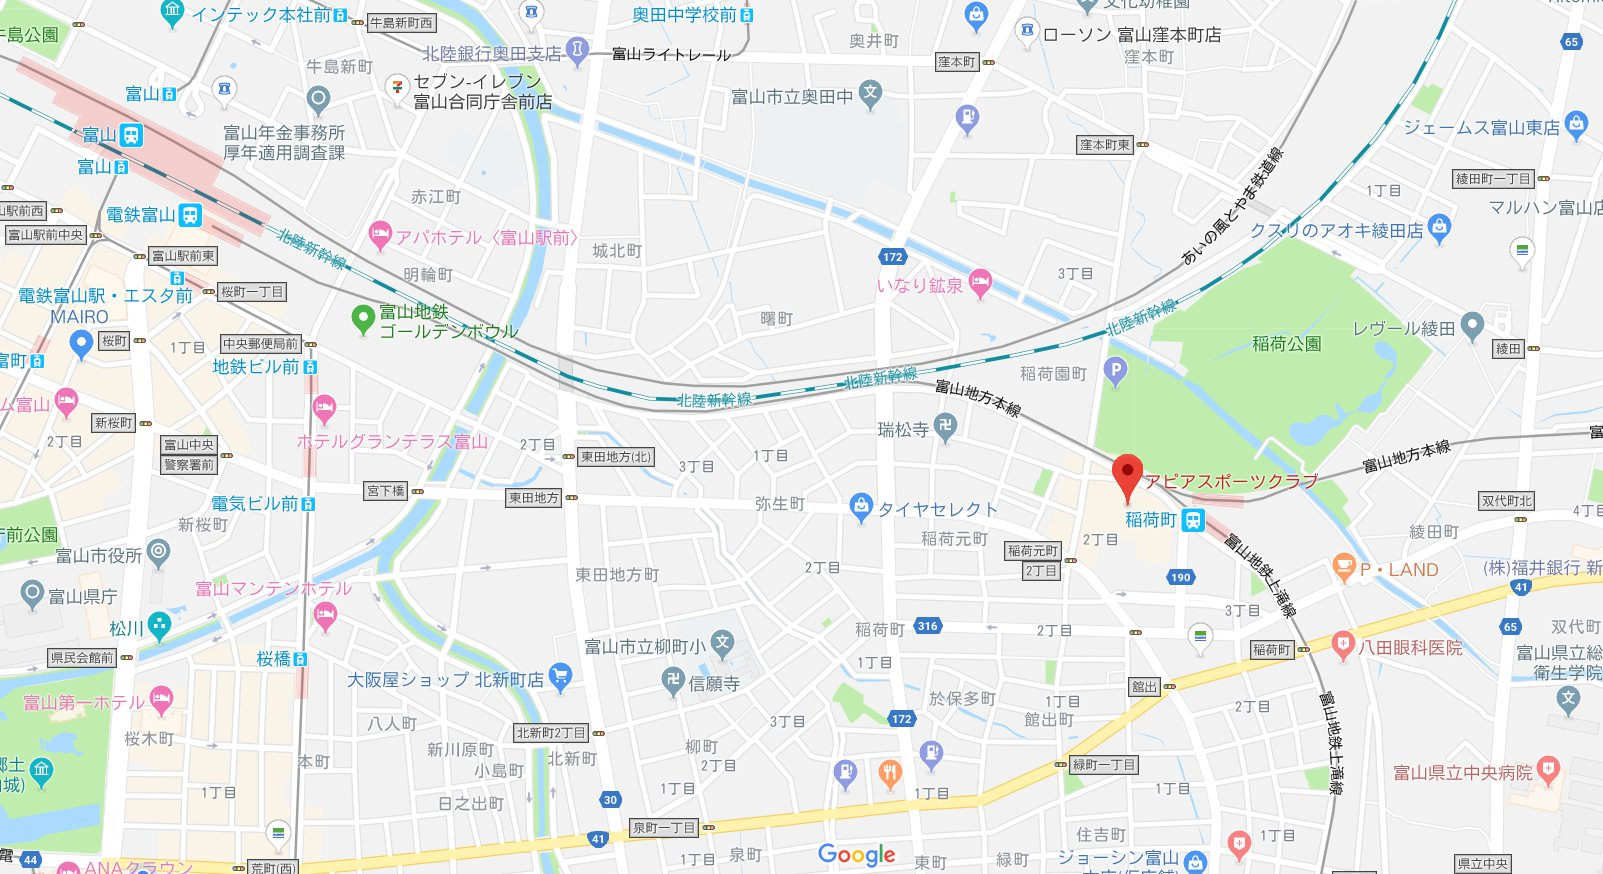 インテック本社前
牛島新町西
奥田中学校前
文化幼稚園
牛島公園
北陸銀行奥田支店
富山ライトレール
奥井町
ローソン 富山窪本町店
窪本町
窪本町
65
牛島新町
セブン-イレブン
富山合同庁舎前店
富山
富山市立奥田中
富山年金事務所
厚年適用調査課
富山
富山
窪本町東
ジェームス富山東店
あいの風とやま鉄道線
綾田町一丁目
1丁目
赤江町
山駅前西
電鉄富山
富山駅前中央
マルハン富山店
アパホテル〈富山駅前〉
北陸新幹線
城北町
クスリのアオキ綾田店
富山駅前東
172
明輪町
3丁目
いなり鉱泉
電鉄富山駅・エスタ前
桜町一丁目
MAIRO
富山地鉄
ゴールデンボウル
曙町
北陸新幹線
レヴール綾田
桜町
1丁目
中央郵便局前
稲荷公園
綾田
富町
地鉄ビル前
北陸新幹線
稲荷園町
北陸新幹線
富山地方本線
ム富山
新桜町
ホテルグランテラス富山
瑞松寺
2丁目
富山中央
警察署前
2丁目
東田地方(北)
3丁目
1丁目
富山地方本線
アピアスポーツクラブ
宮下橋
東田地方
弥生町
タイヤセレクト
双代町北
電気ビル前
新桜町
稲荷町
綾田町
4丁目
庁前公園
富山市役所
稲荷元町
稲荷元町
2丁目
2丁目
富山地鉄上滝線
P・LAND
(株)福井銀行 新
41
富山県庁
富山マンテンホテル
東田地方町
2丁目
190
松川
3丁目
稲荷町
316
2丁目
65
双代町
県民会館前
桜橋
富山市立柳町小
稲荷町
八田眼科医院
富山県立総
衛生学院
大阪屋ショップ 北新町店
信願寺
1丁目
舘出
富山第一ホテル
於保多町
舘出町
2丁目
富山地鉄上滝線
桜木町
八人町
3丁目
172
北新町2丁目
新川原町
北新町
柳町
2丁目
本町
小島町
緑町一丁目
富山県立中央病院
郷土
山城)
1丁目
日之出町
30
1丁目
1丁目
泉町一丁目
41
住吉町
1丁目
荒町(西)
44
ANAクラウン
1丁目
泉町
Google
東町
緑町
ジョーシン富山
県立中央